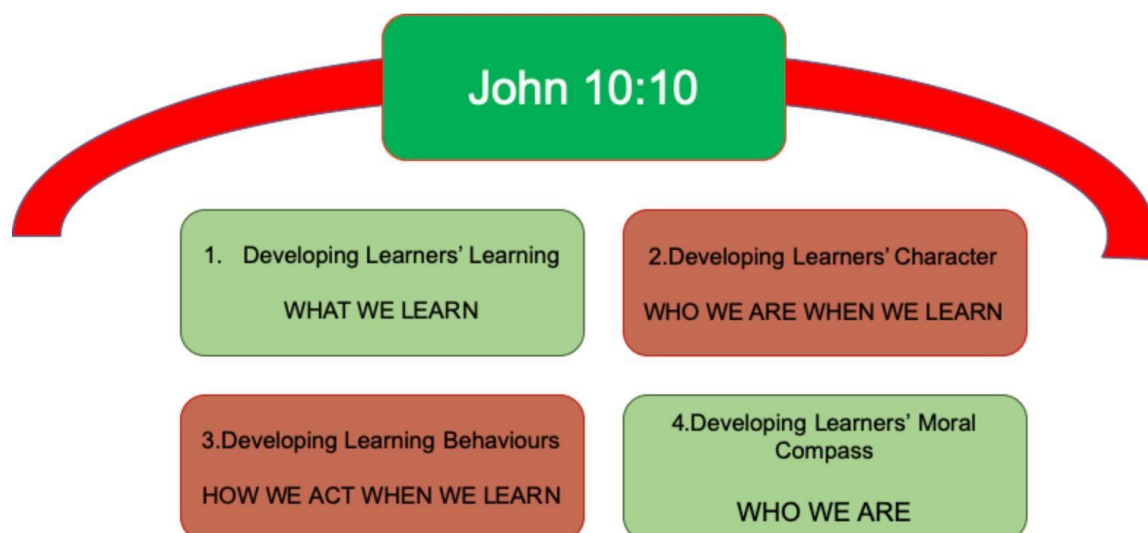 John 10:10
1. Developing Learners' Learning
WHAT WE LEARN
2.Developing Learners' Character
WHO WE ARE WHEN WE LEARN
3.Developing Learning Behaviours
HOW WE ACT WHEN WE LEARN
4.Developing Learners' Moral
Compass
WHO WE ARE